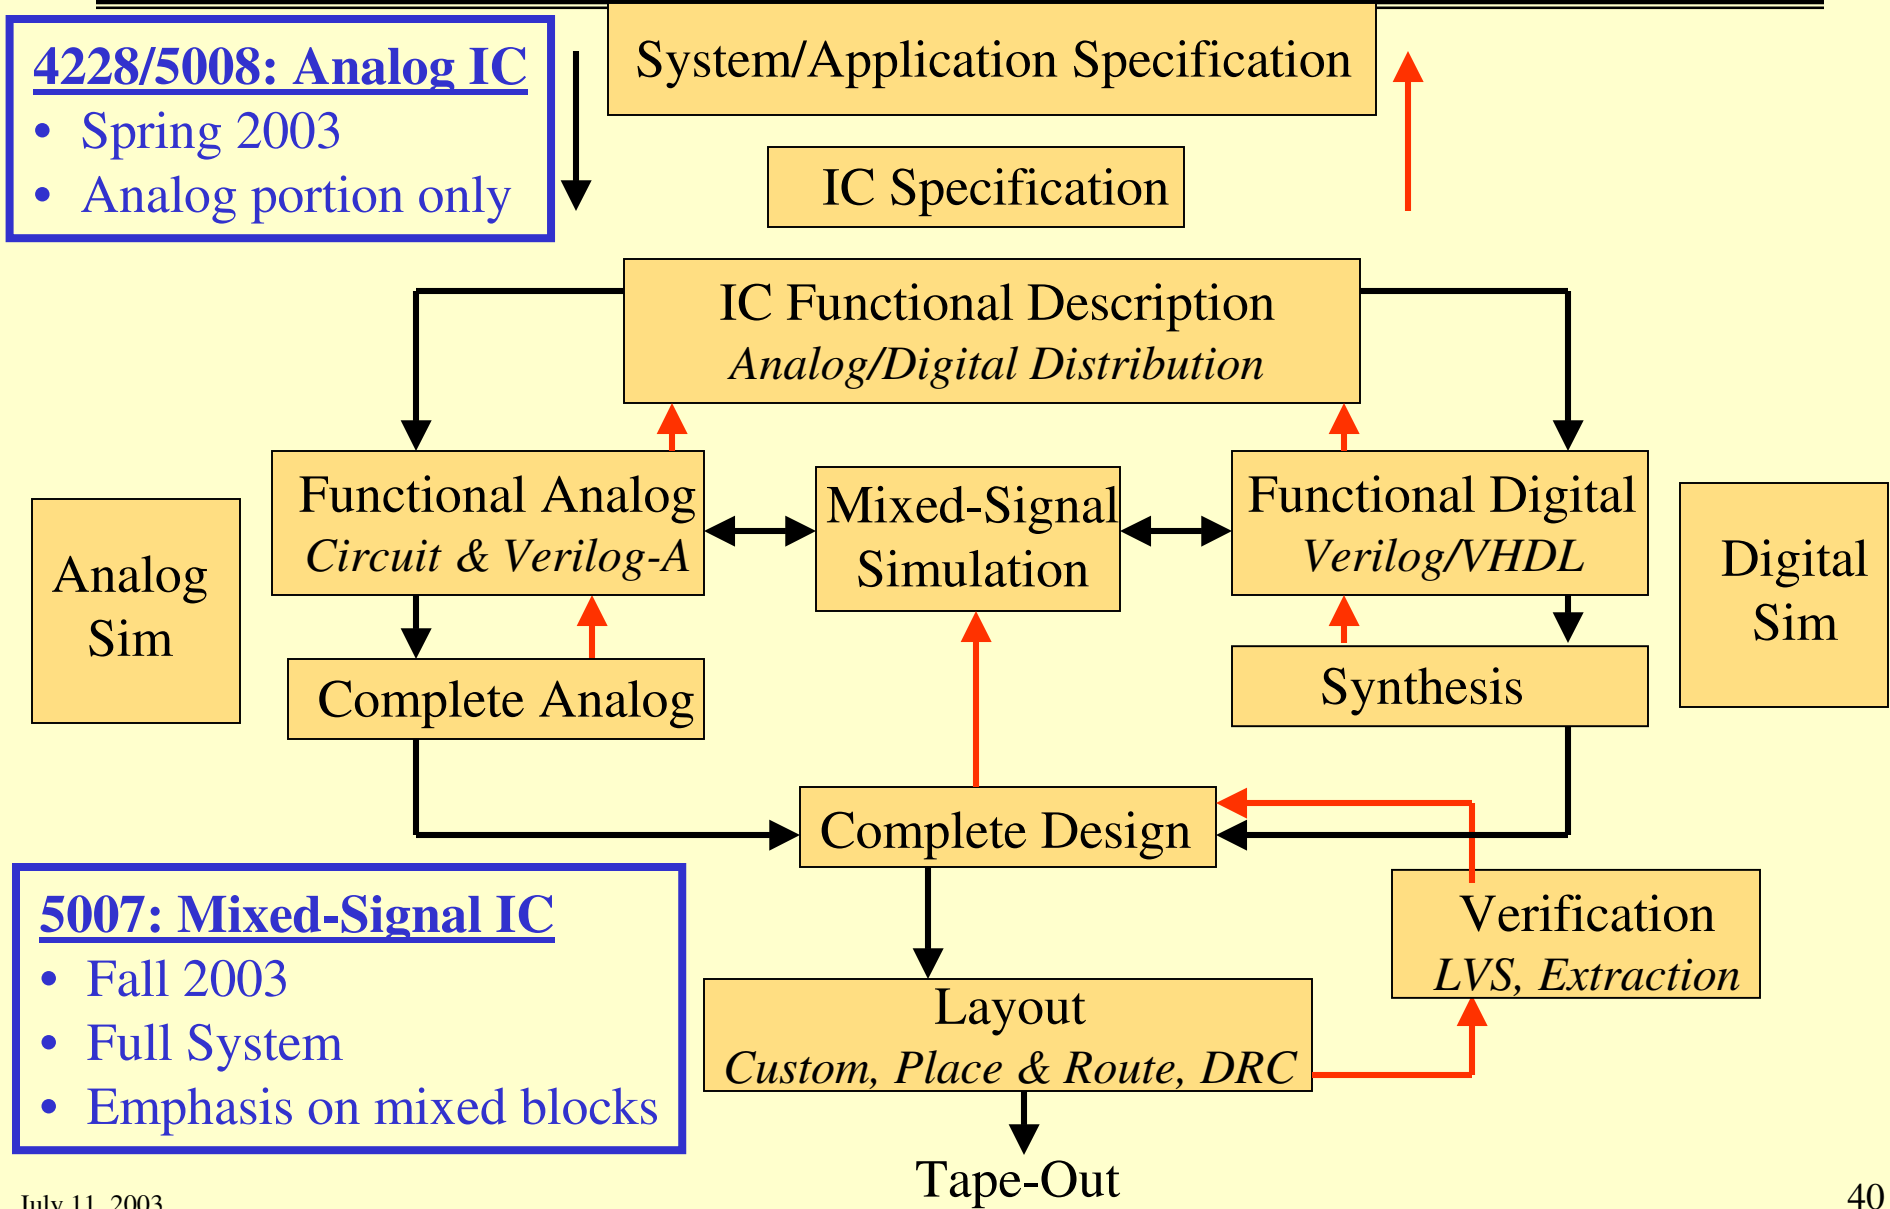 4228/5008: Analog IC
• Spring 2003
• Analog portion only
System/Application Specification
IC Specification
IC Functional Description
Analog/Digital Distribution
Functional Analog
Circuit & Verilog-A
Mixed-Signal
Simulation
Functional Digital
Verilog/VHDL
Analog
Sim
Digital
Sim
Complete Analog
Synthesis
Complete Design
5007: Mixed-Signal IC
• Fall 2003
• Full System
• Emphasis on mixed blocks
Verification
LVS, Extraction
Layout
Custom, Place & Route, DRC
Tape-Out
July 11, 2003
40